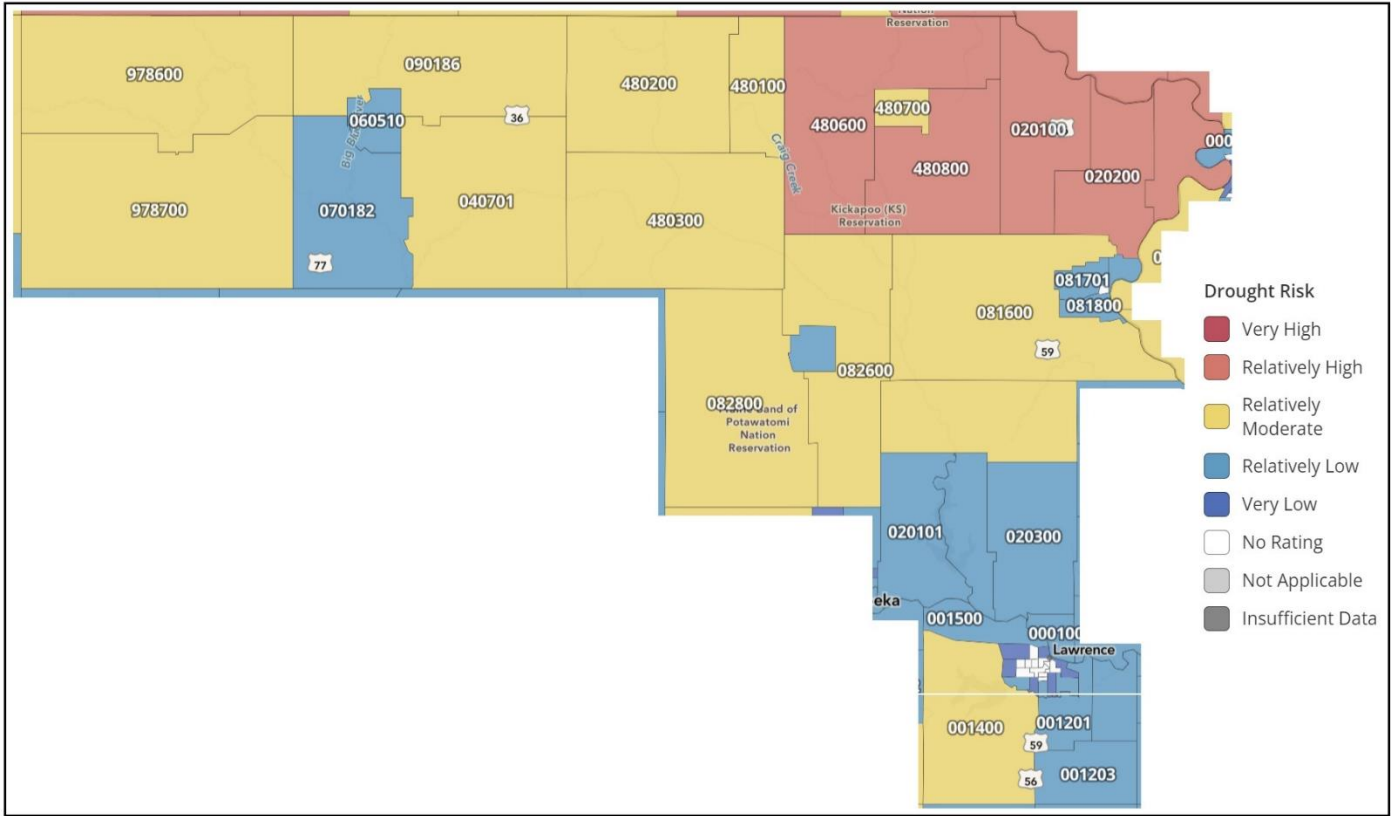 Nation
Reservation
978600
090186
480200
480100
480700
36
060510
480600
020100
000
Big Blue River
Craig Creek
480800
020200
978700
070182
040701
480300
Kickapoo (KS)
Reservation
77
081701
081800
081600
59
082600
082800
Potawatomi
Nation
Reservation
020101
020300
eka
001500
000100
Lawrence
001400
001201
59
56
001203
Drought Risk
Very High
Relatively High
Relatively
Moderate
Relatively Low
Very Low
No Rating
Not Applicable
Insufficient Data